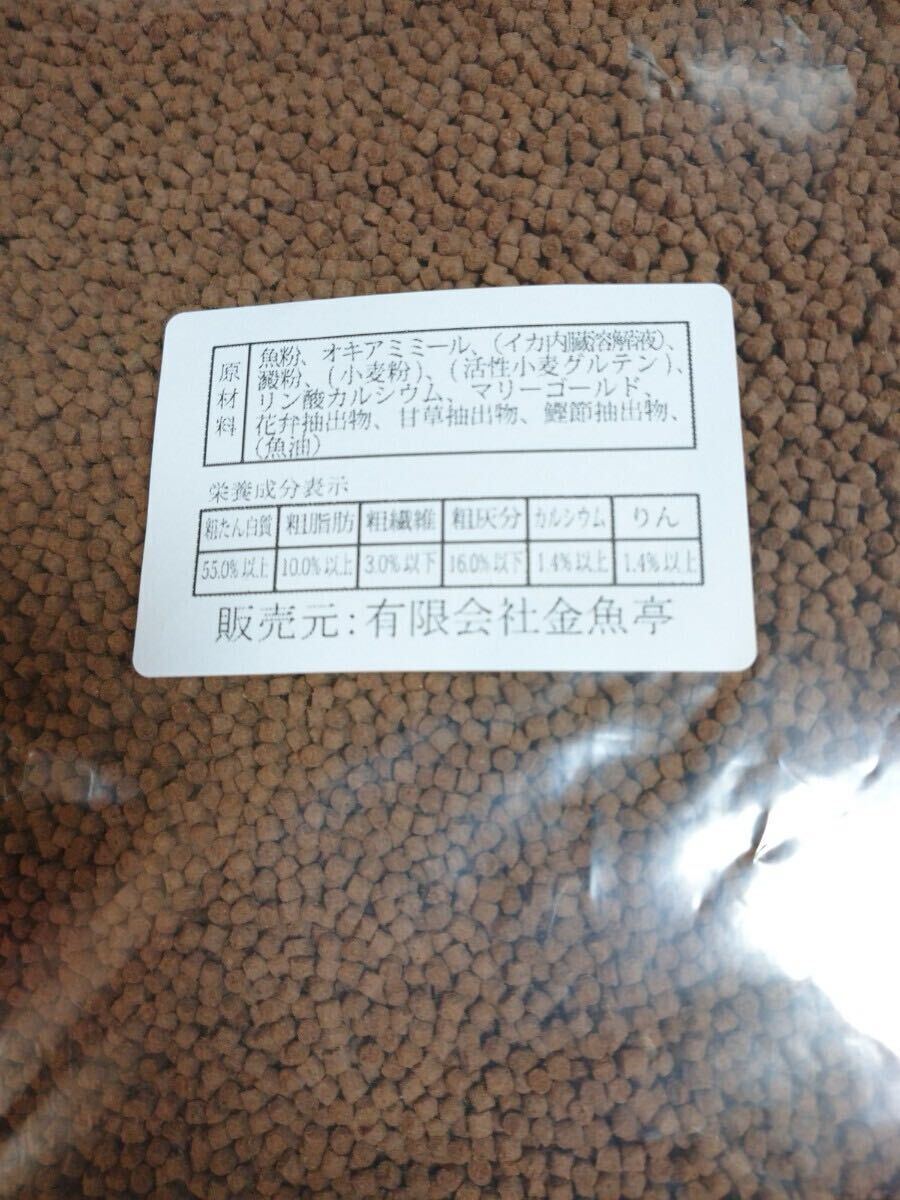 原材料
魚粉、オキアミミール、(イカ内臓溶解液)、
澱粉、(小麦粉)、(活性小麦グルテン)、
リン酸カルシウム、マリーゴールド、
花弁抽出物、甘草抽出物、鰹節抽出物、
(魚油)
栄養成分表示
粗たん白質 粗脂肪 粗繊維 粗灰分 カルシウム りん
55.0%以上 10.0%以上 3.0%以下 16.0%以下 1.4%以上 1.4%以上
販売元:有限会社金魚亭